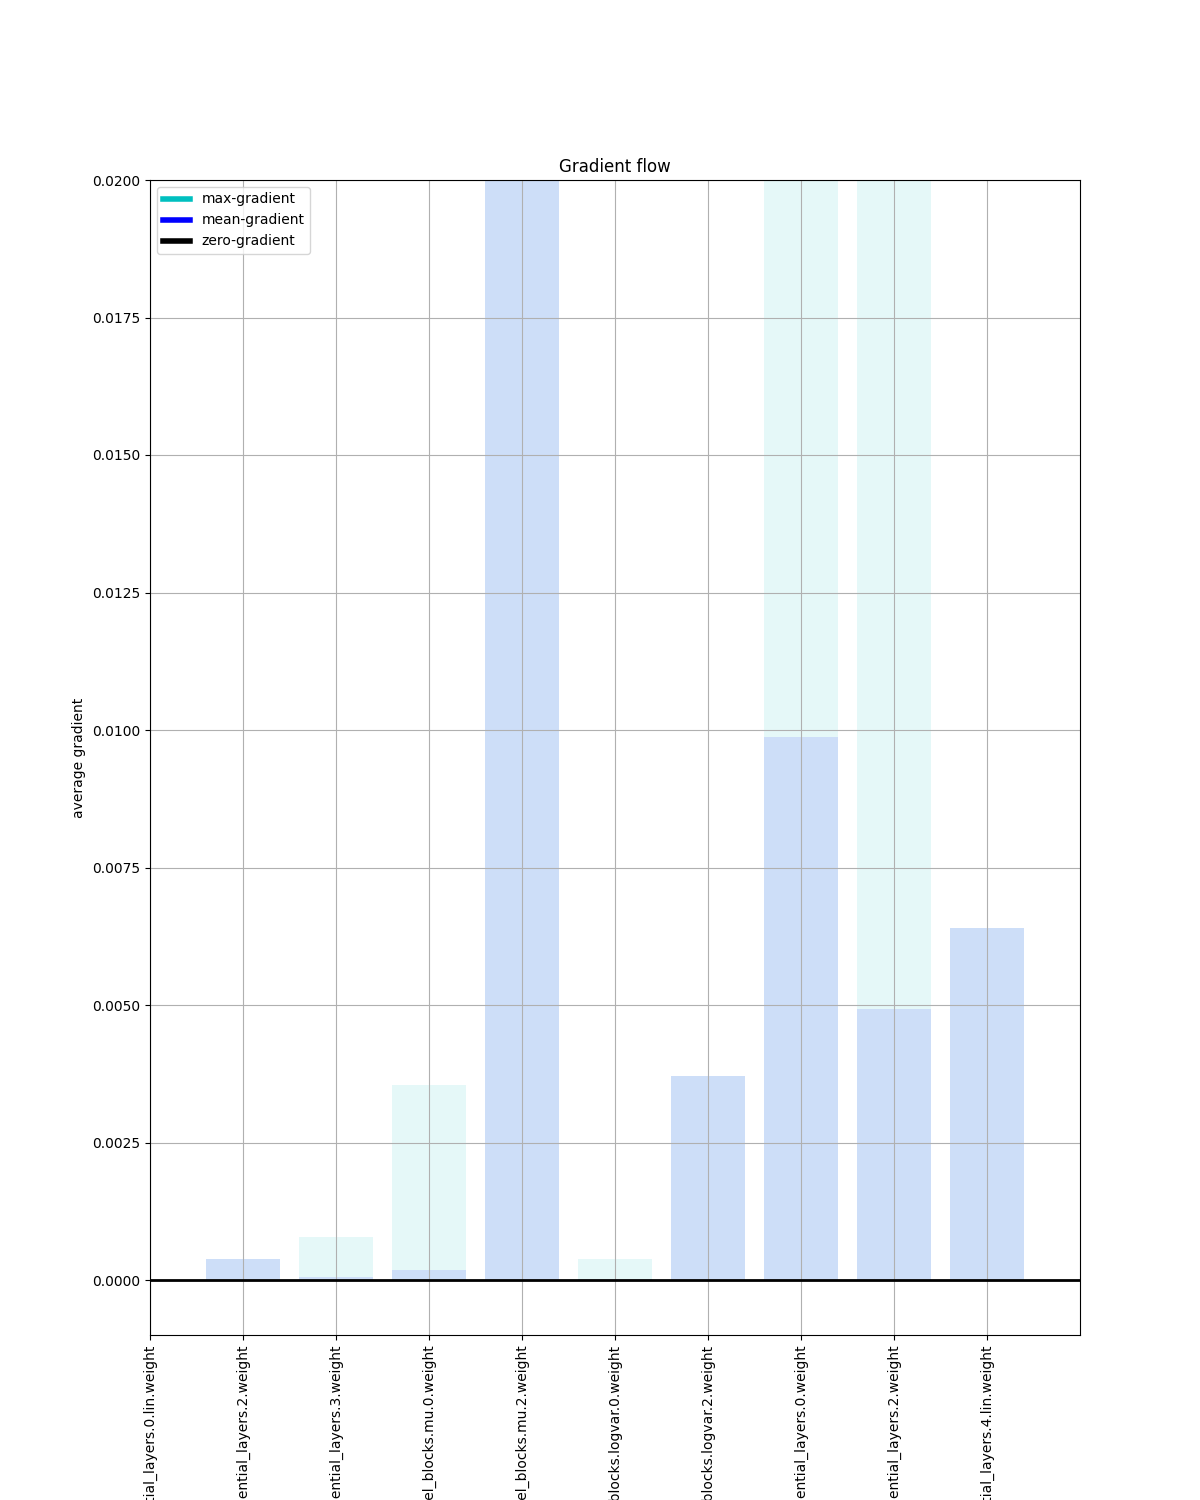 Gradient flow
max-gradient
mean-gradient
zero-gradient
average gradient
0.0200
0.0175
0.0150
0.0125
0.0100
0.0075
0.0050
0.0025
0.0000
tial_layers.0.lin.weight
ential_layers.2.weight
ential_layers.3.weight
el_blocks.mu.0.weight
el_blocks.mu.2.weight
blocks.logvar.0.weight
blocks.logvar.2.weight
ential_layers.0.weight
ential_layers.2.weight
tial_layers.4.lin.weight